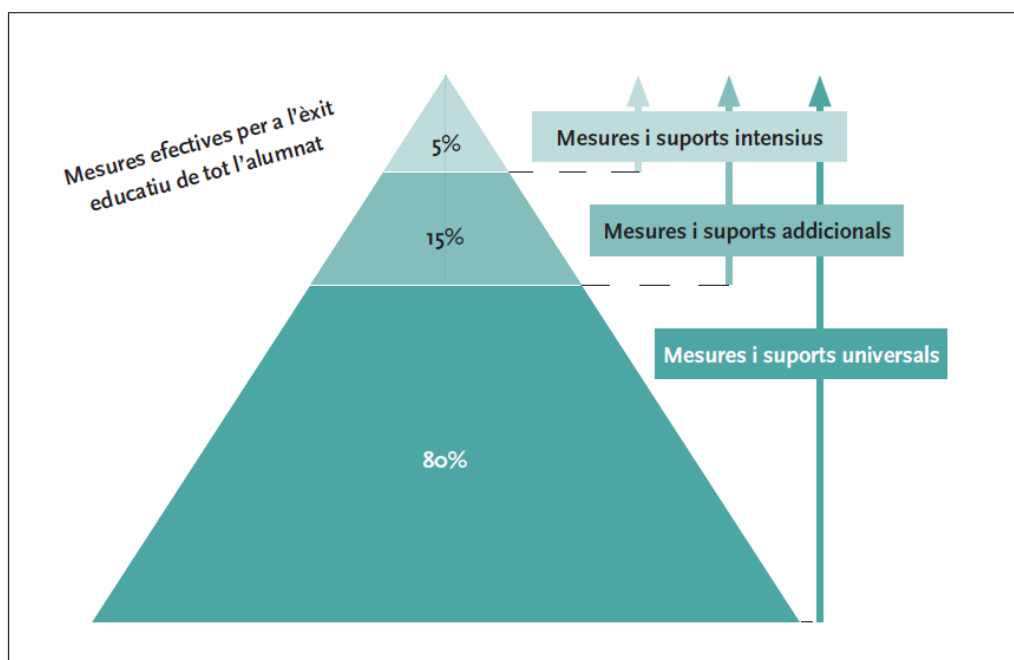 Mesures efectives per a l'èxit
educatiu de tot l'alumnat
5%
Mesures i suports intensius
15%
Mesures i suports addicionals
Mesures i suports universals
80%